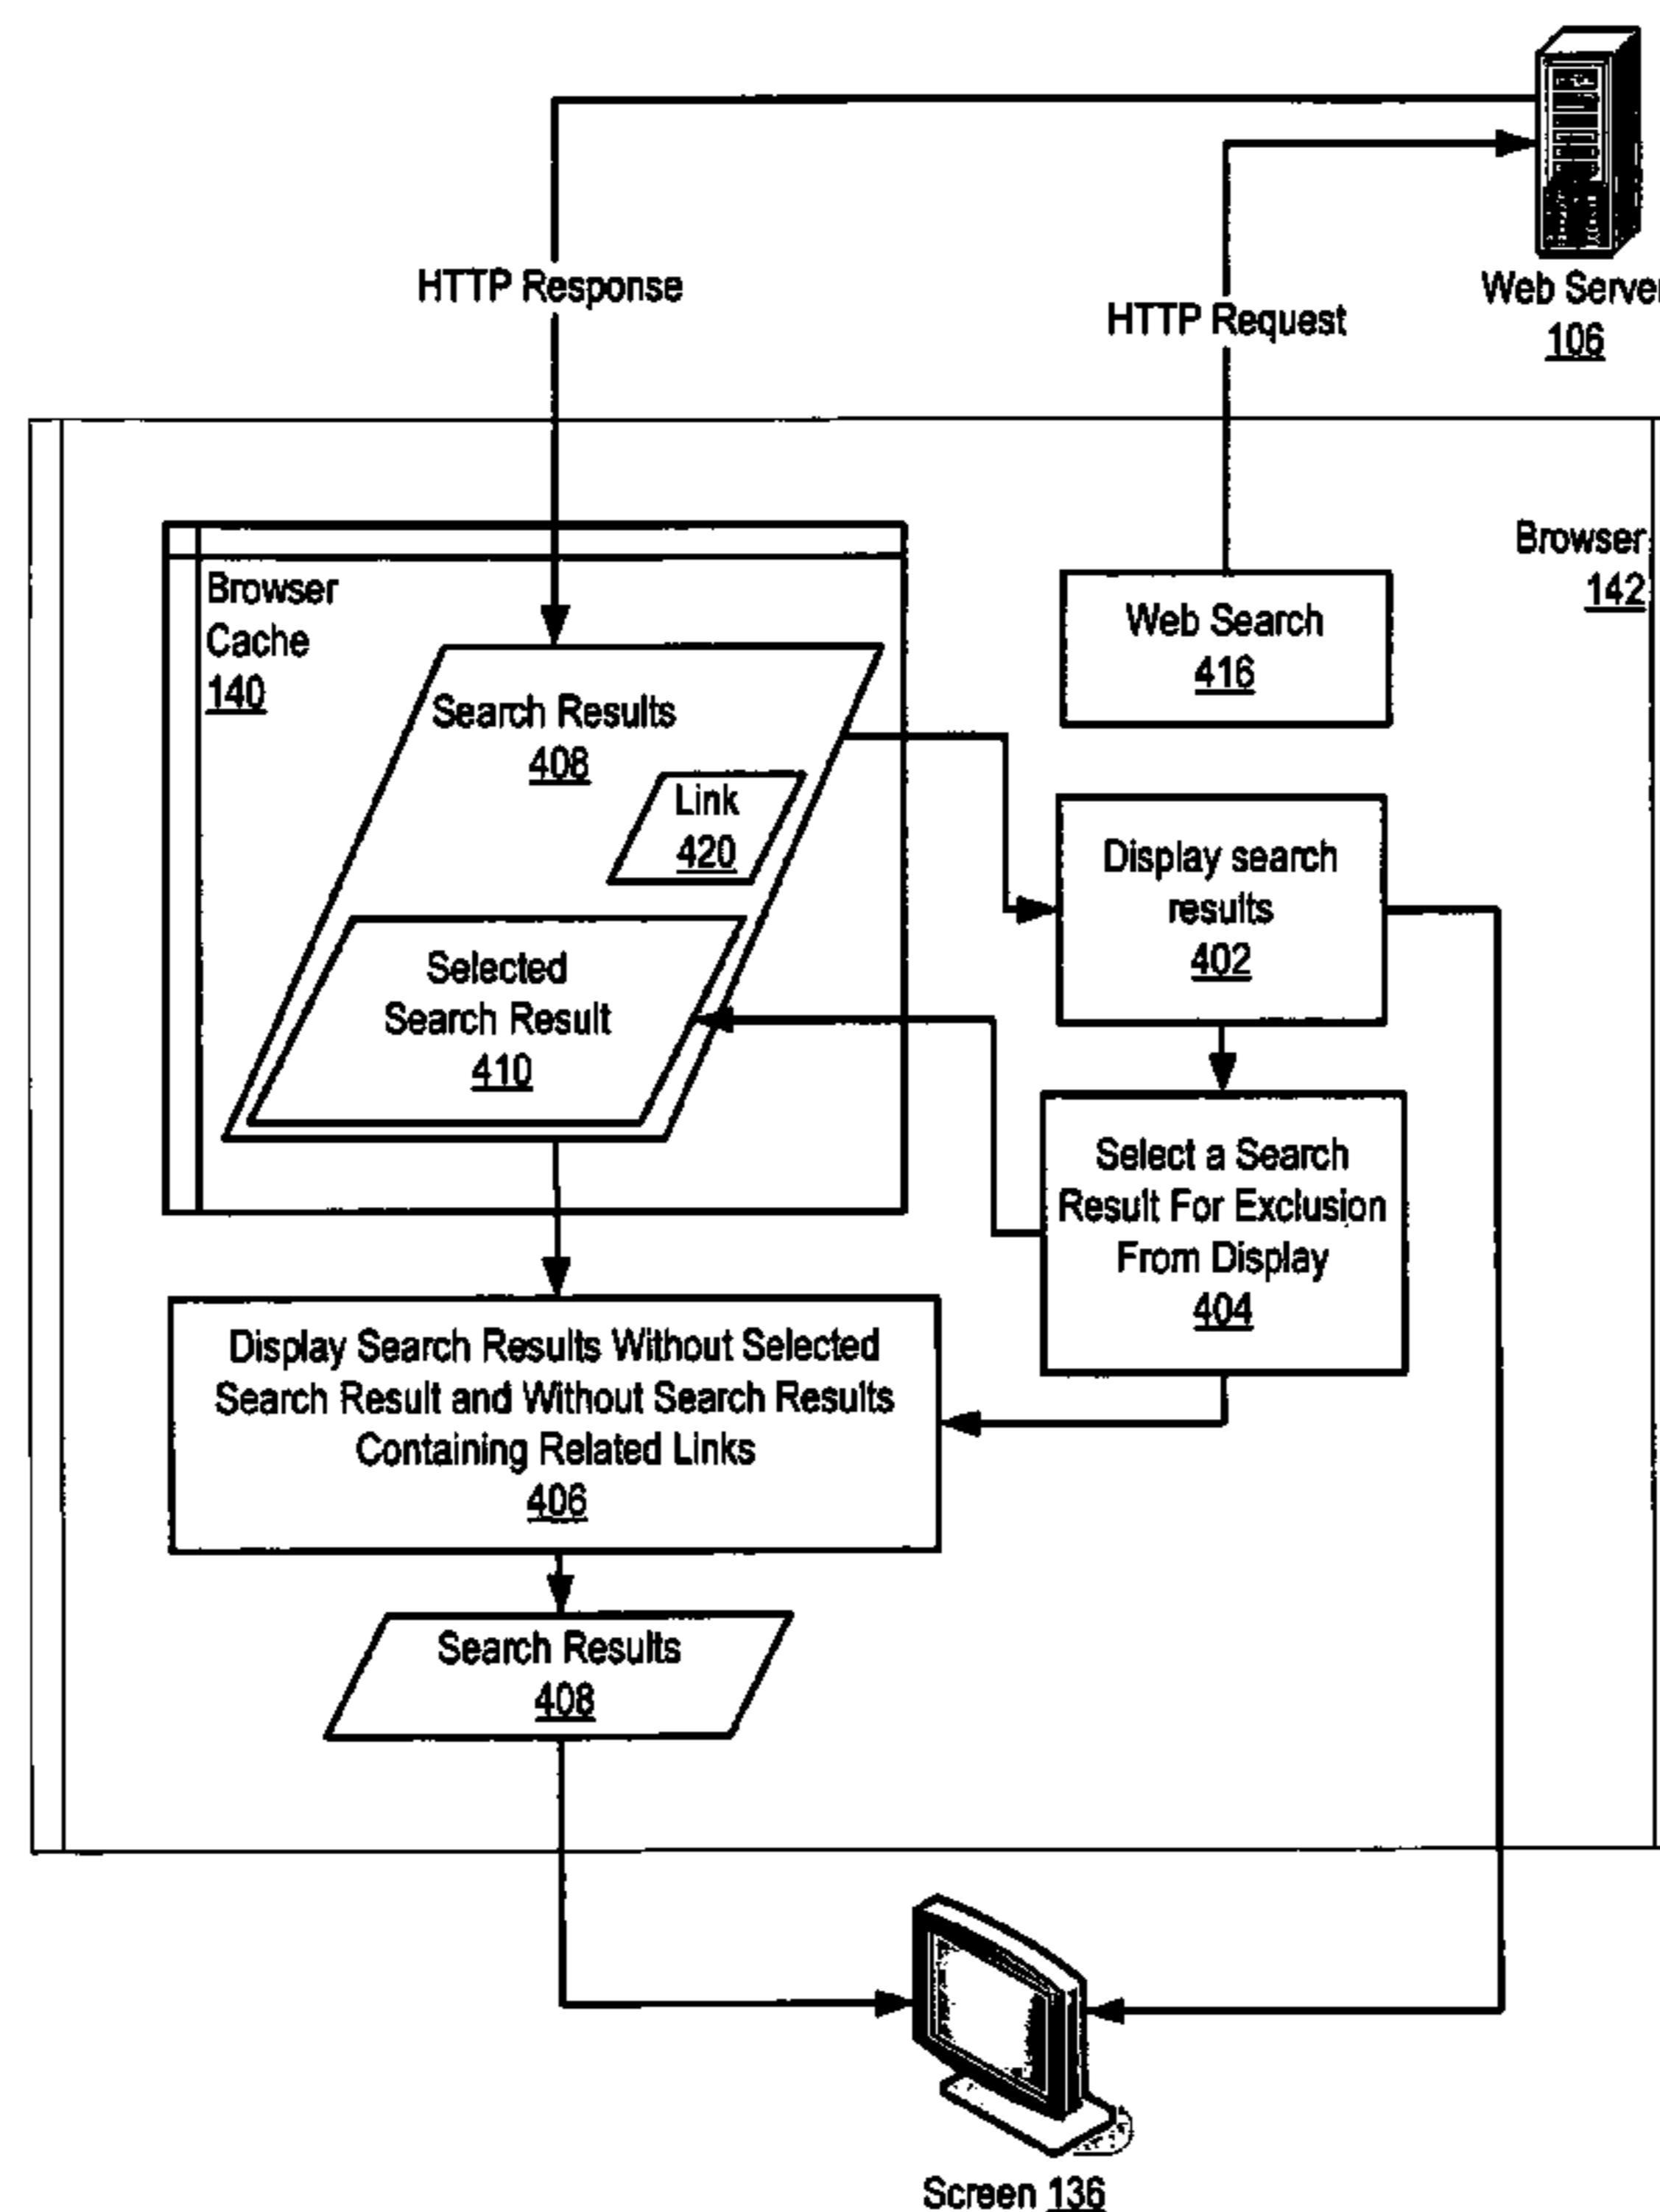 HTTP Response
HTTP Request
Web Server
106
Browser
142
Browser
Cache
140
Web Search
416
Search Results
408
Link
420
Display search
results
402
Selected
Search Result
410
Select a Search
Result For Exclusion
From Display
404
Display Search Results Without Selected
Search Result and Without Search Results
Containing Related Links
406
Search Results
408
Screen 136